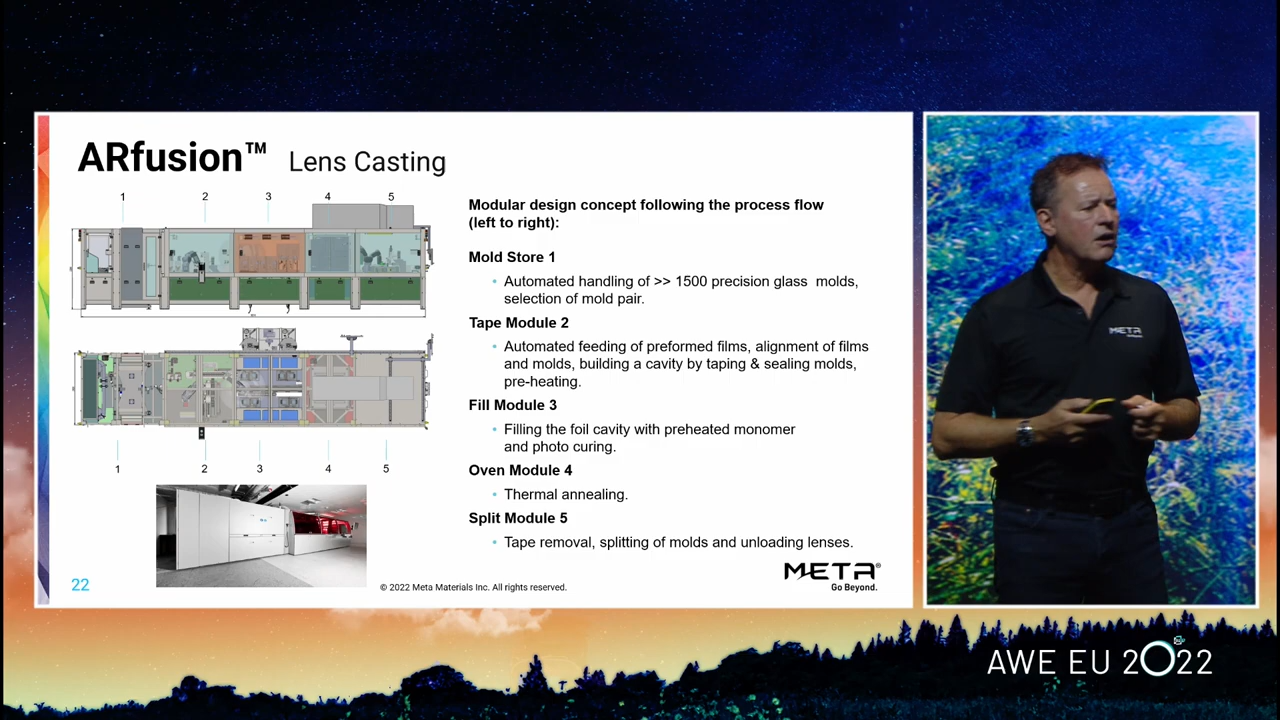 ARfusion™ Lens Casting
1 2 3 4 5
1 2 3 4 5
Modular design concept following the process flow
(left to right):
Mold Store 1
• Automated handling of >> 1500 precision glass molds,
selection of mold pair.
Tape Module 2
• Automated feeding of preformed films, alignment of films
and molds, building a cavity by taping & sealing molds,
pre-heating.
Fill Module 3
• Filling the foil cavity with preheated monomer
and photo curing.
Oven Module 4
• Thermal annealing.
Split Module 5
• Tape removal, splitting of molds and unloading lenses.
22
© 2022 Meta Materials Inc. All rights reserved.
META®
Go Beyond.
META
AWE EU 2022